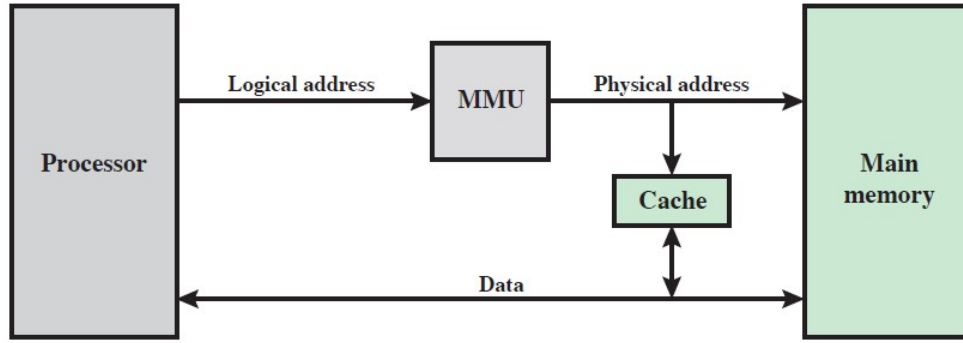 Logical address
MMU
Physical address
Processor
Main
memory
Cache
Data